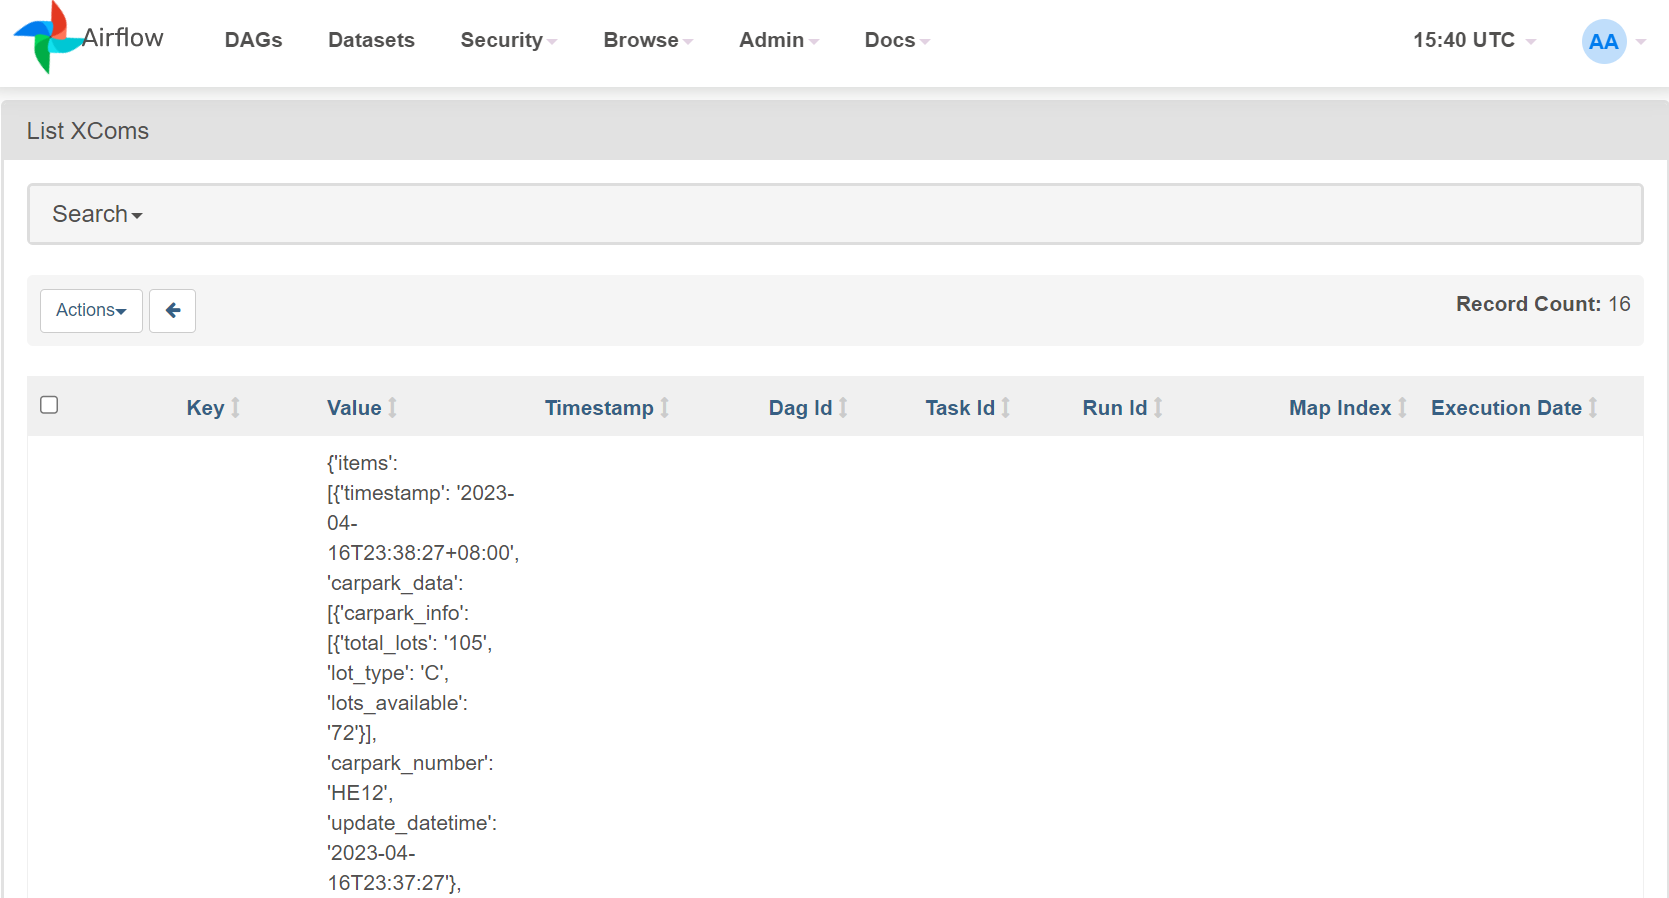 Airflow DAGs Datasets Security Browse Admin Docs 15:40 UTC AA
List XComs
Search
Actions Record Count: 16
Key Value Timestamp Dag Id Task Id Run Id Map Index Execution Date
{'items':
[{'timestamp': '2023-
04-
16T23:38:27+08:00',
'carpark_data':
[{'carpark_info':
[{'total_lots': '105',
'lot_type': 'C',
'lots_available':
'72'}],
'carpark_number':
'HE12',
'update_datetime':
'2023-04-
16T23:37:27'},